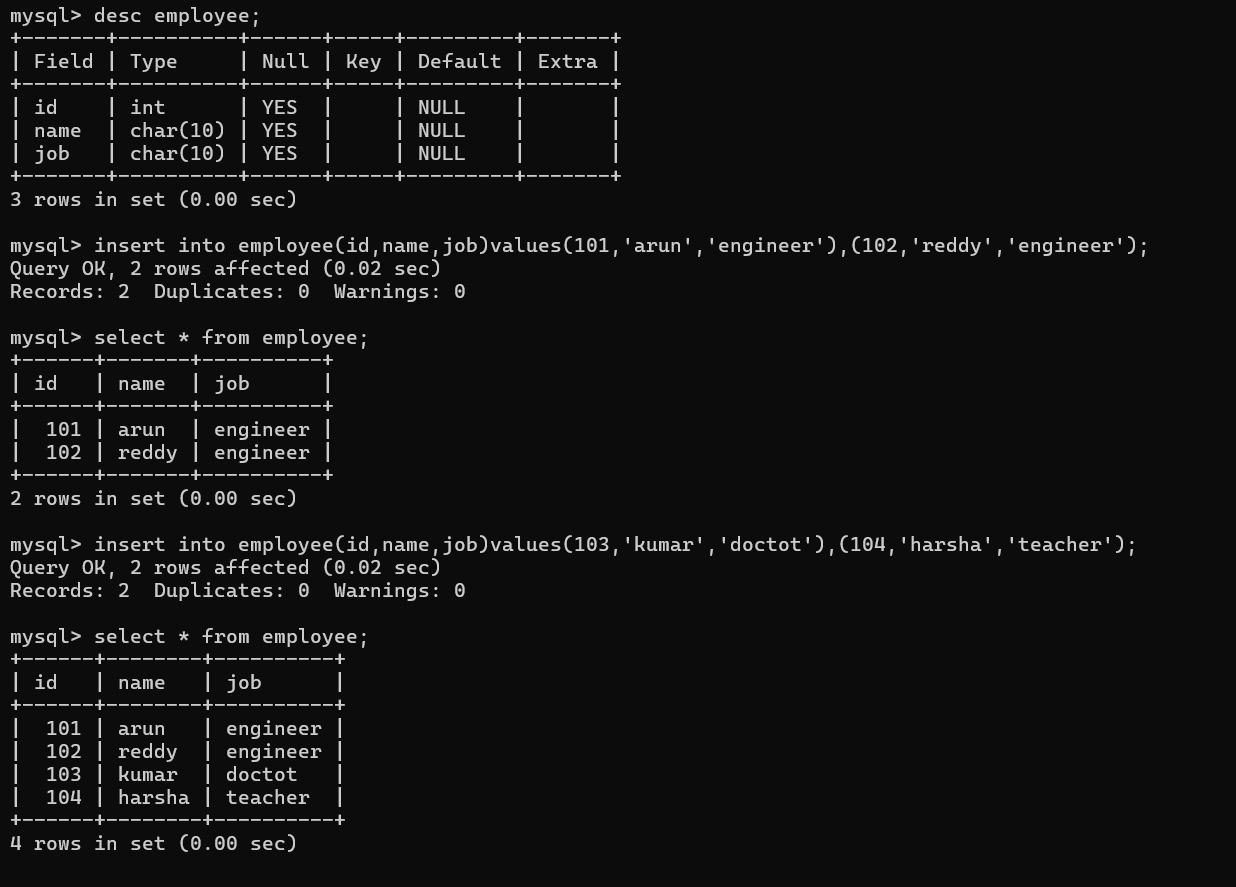 mysql> desc employee;
+-------+----------+------+-----+---------+-------+
| Field | Type     | Null | Key | Default | Extra |
+-------+----------+------+-----+---------+-------+
| id    | int      | YES  |     | NULL    |       |
| name  | char(10) | YES  |     | NULL    |       |
| job   | char(10) | YES  |     | NULL    |       |
+-------+----------+------+-----+---------+-------+
3 rows in set (0.00 sec)

mysql> insert into employee(id,name,job)values(101,'arun','engineer'),(102,'reddy','engineer');
Query OK, 2 rows affected (0.02 sec)
Records: 2  Duplicates: 0  Warnings: 0

mysql> select * from employee;
+------+-------+----------+
| id   | name  | job      |
+------+-------+----------+
|  101 | arun  | engineer |
|  102 | reddy | engineer |
+------+-------+----------+
2 rows in set (0.00 sec)

mysql> insert into employee(id,name,job)values(103,'kumar','doctot'),(104,'harsha','teacher');
Query OK, 2 rows affected (0.02 sec)
Records: 2  Duplicates: 0  Warnings: 0

mysql> select * from employee;
+------+--------+----------+
| id   | name   | job      |
+------+--------+----------+
|  101 | arun   | engineer |
|  102 | reddy  | engineer |
|  103 | kumar  | doctot   |
|  104 | harsha | teacher  |
+------+--------+----------+
4 rows in set (0.00 sec)